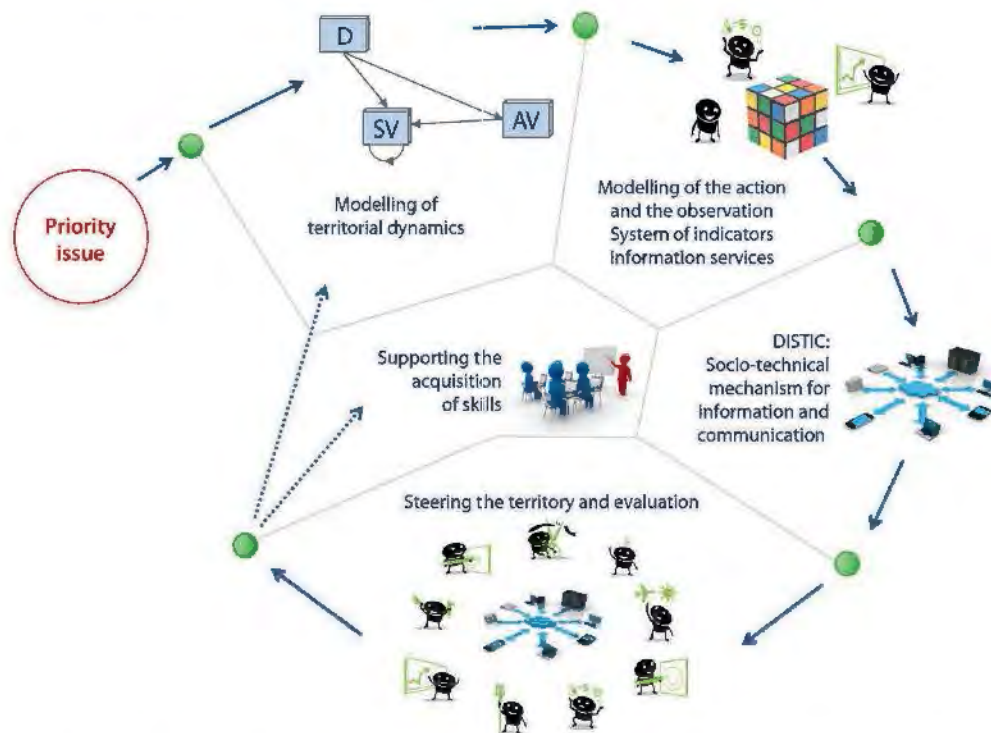 Priority
issue
D
SV
AV
Modelling of
territorial dynamics
Modelling of the action
and the observation
System of indicators
Information services
DISTIC:
Socio-technical
mechanism for
information and
communication
Supporting the
acquisition
of skills
Steering the territory and evaluation